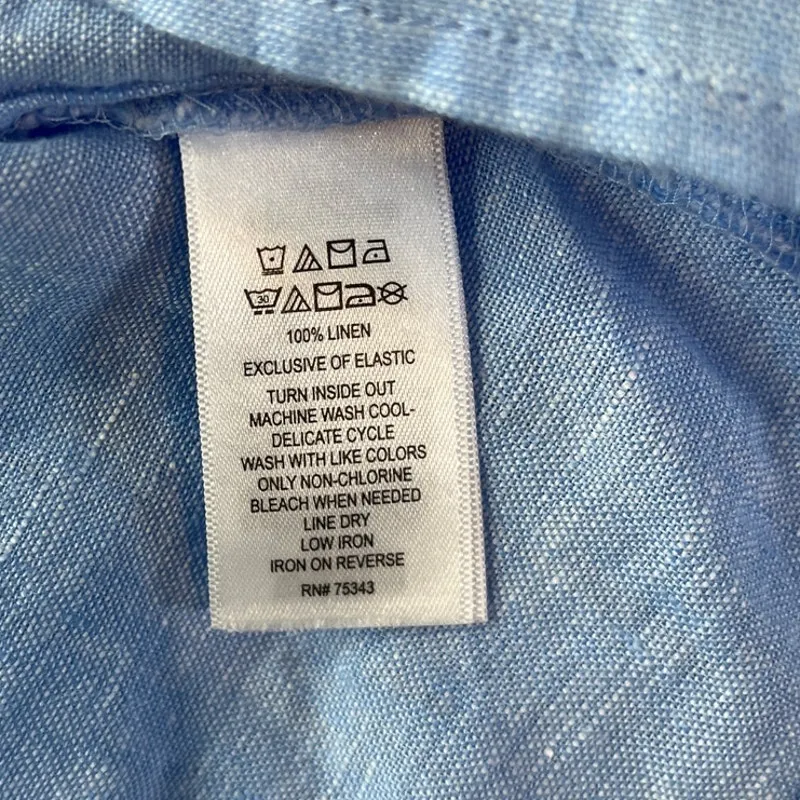 30
100% LINEN
EXCLUSIVE OF ELASTIC
TURN INSIDE OUT
MACHINE WASH COOL-
DELICATE CYCLE
WASH WITH LIKE COLORS
ONLY NON-CHLORINE
BLEACH WHEN NEEDED
LINE DRY
LOW IRON
IRON ON REVERSE
RN# 75343